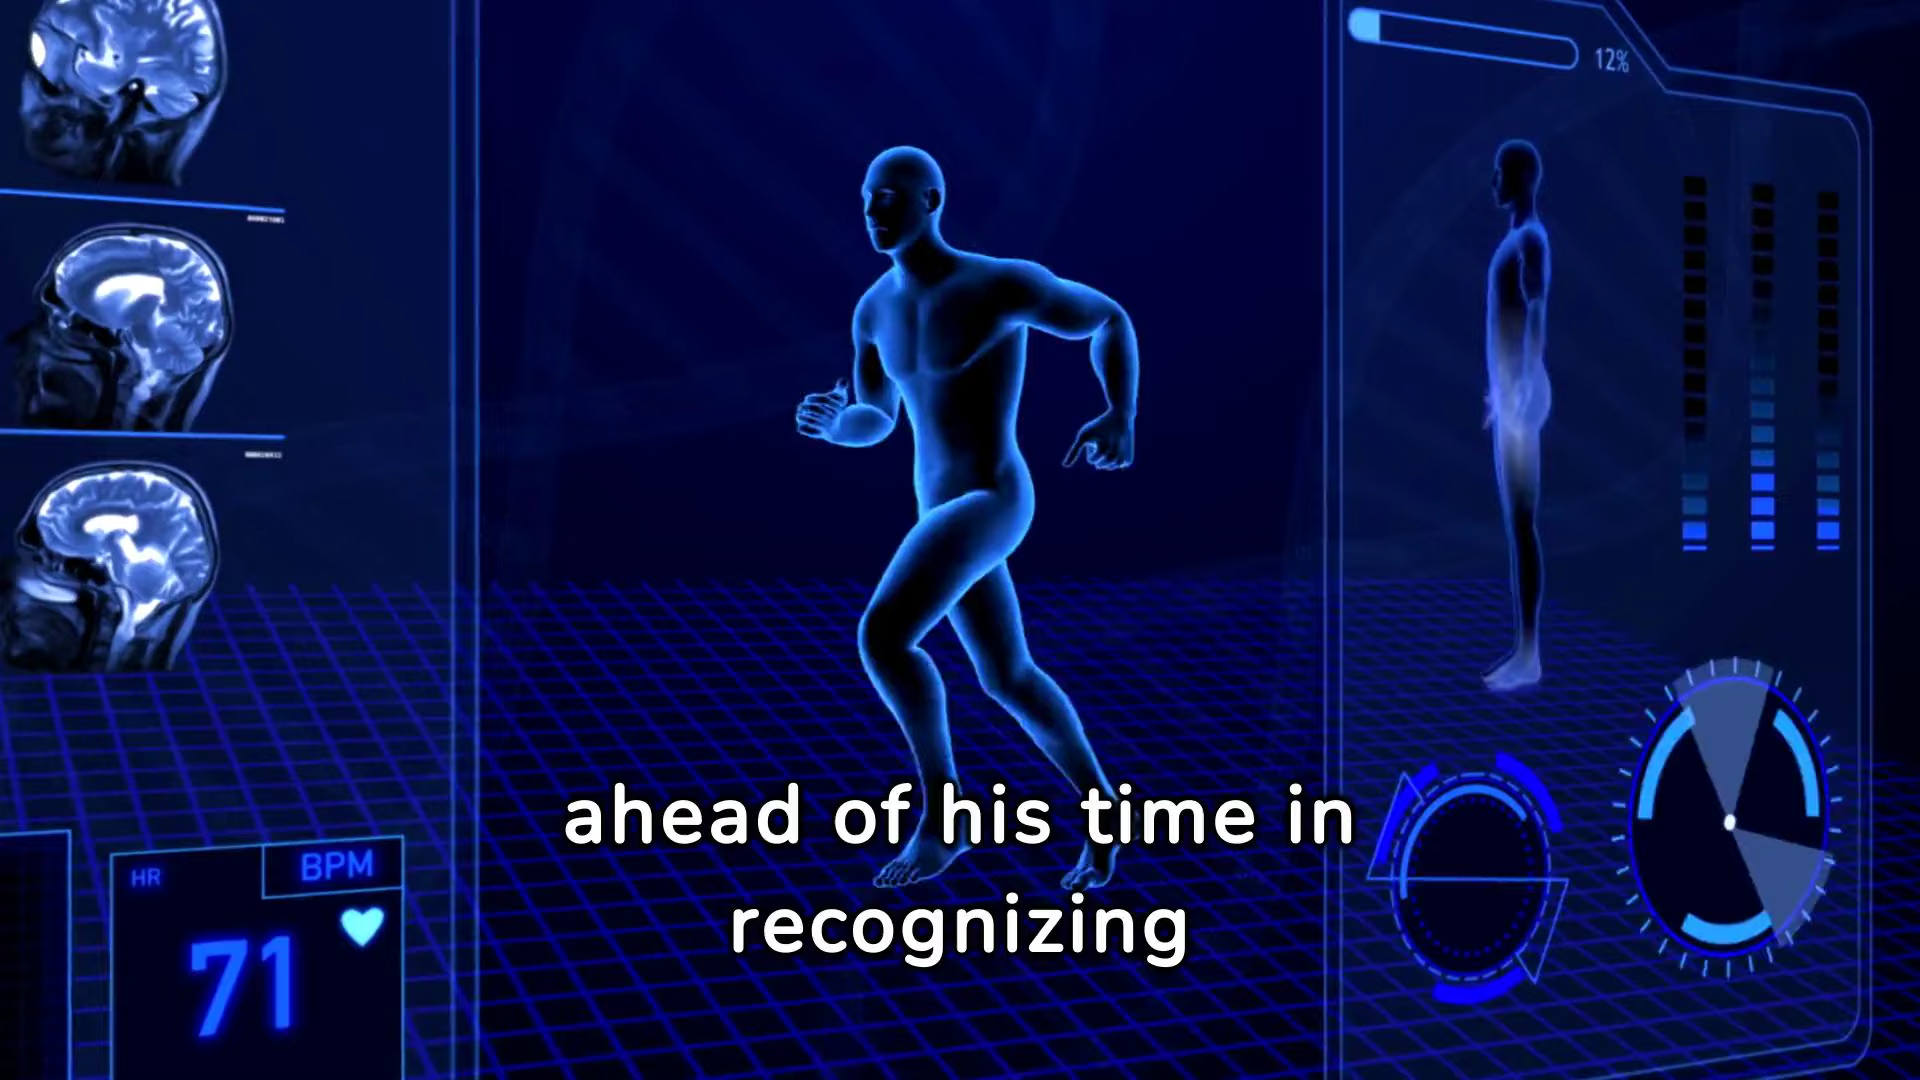 12%
HR
BPM
71
ahead of his time in
recognizing